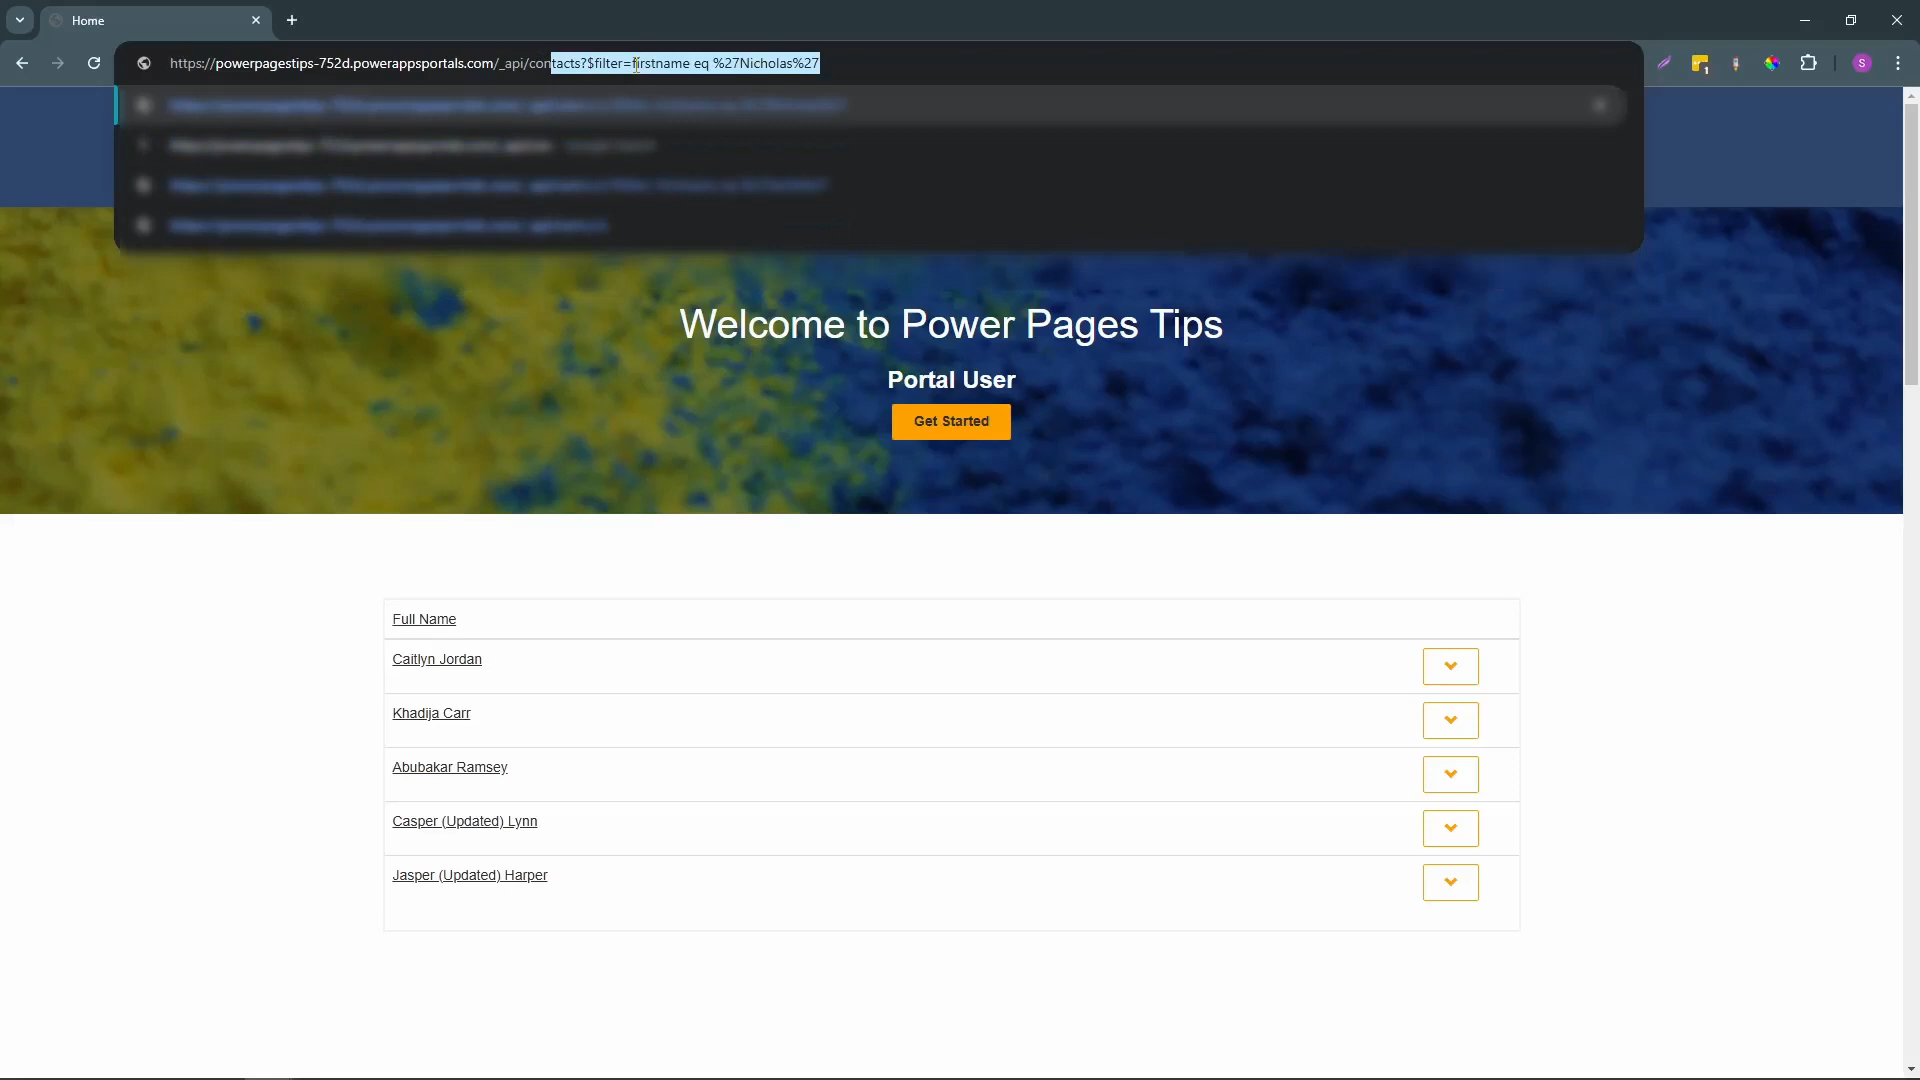 Home
https://powerpagestips-752d.powerappsportals.com/_api/contacts?$filter=firstname eq %27Nicholas%27
1
S
Welcome to Power Pages Tips
Portal User
Get Started
Full Name
Caitlyn Jordan
Khadija Carr
Abubakar Ramsey
Casper (Updated) Lynn
Jasper (Updated) Harper